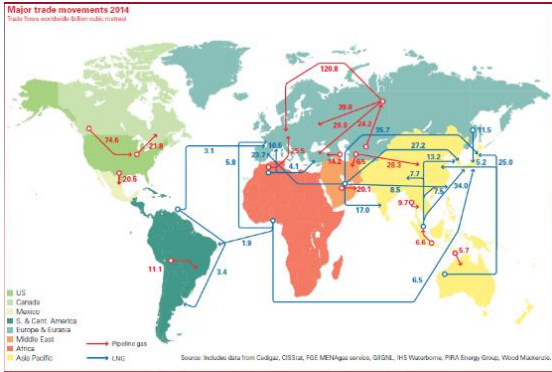 Major trade movements 2014
Trade flows worldwide (billion cubic metres)
120.8
39.8
28.9
24.2
35.7
11.5
74.6
21.8
3.1
5.8
23.7
10.6
25.5
4.1
14.2
6.5
27.2
13.2
28.3
5.2
25.0
7.7
20.5
20.1
8.5
7.5
34.0
17.0
9.7
1.9
6.6
5.7
11.1
3.4
6.5
US
Canada
Mexico
S. & Cent. America
Europe & Eurasia
Middle East
Africa
Asia Pacific
Pipeline gas
LNG
Source: Includes data from Cedigaz, CISStat, FGE MENAgas service, GIIGNL, IHS Waterborne, PIRA Energy Group, Wood Mackenzie.